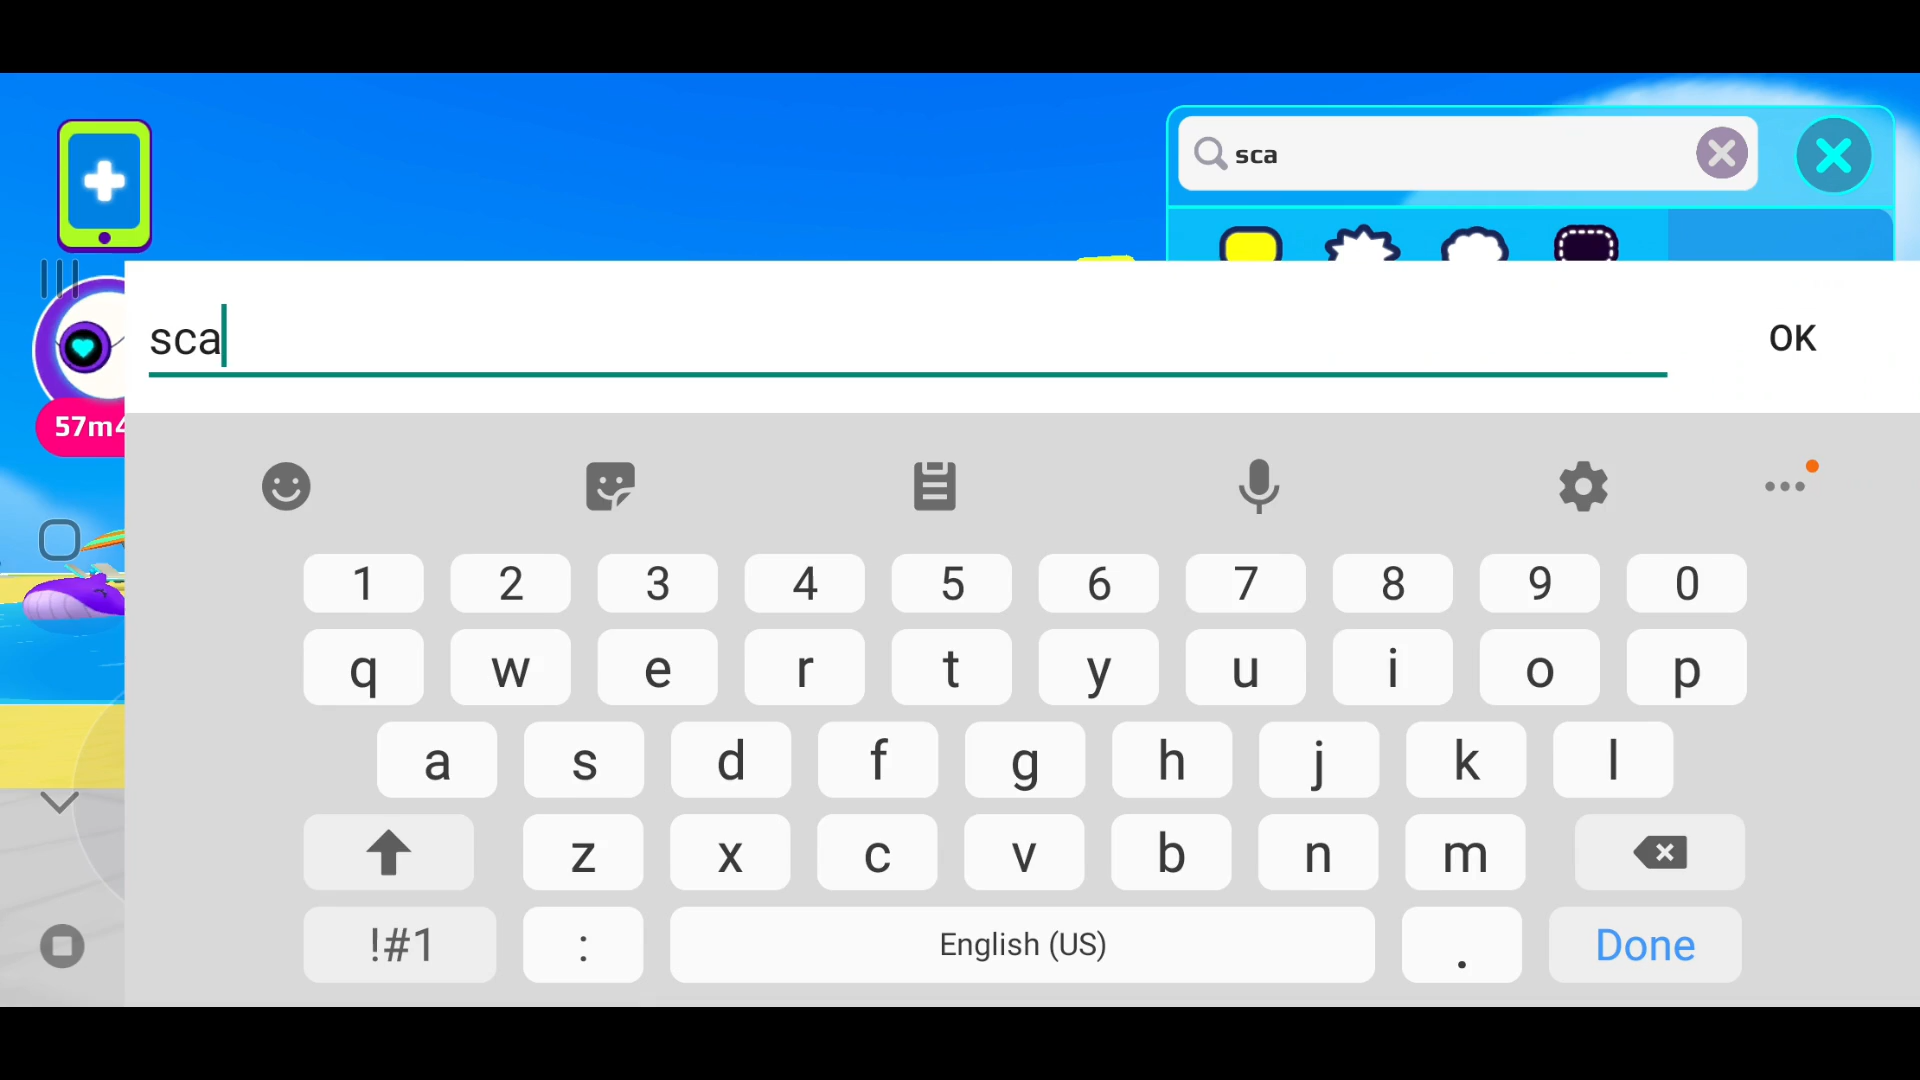 sca
sca
OK
57m4
1 2 3 4 5 6 7 8 9 0
q w e r t y u i o p
a s d f g h j k l
z x c v b n m
!#1 : English (US) . Done